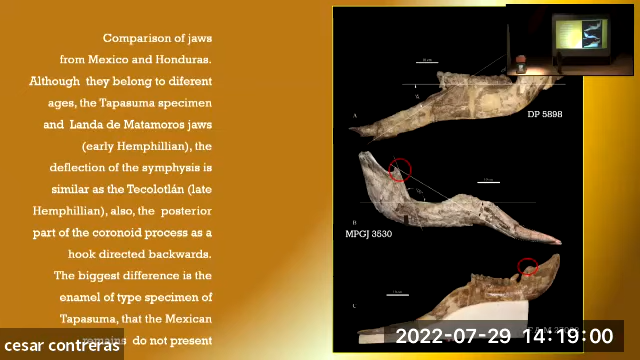 Comparison of jaws
from Mexico and Honduras.
Although they belong to diferent
ages, the Tapasuma specimen
and Landa de Matamoros jaws
(early Hemphillian), the
deflection of the symphysis is
similar as the Tecolotlán (late
Hemphillian), also, the posterior
part of the coronoid process as a
hook directed backwards.
The biggest difference is the
enamel of type specimen of
Tapasuma, that the Mexican
remains do not present
A
DP 5898
B
MPGJ 3530
C
cesar contreras
2022-07-29 14:19:00